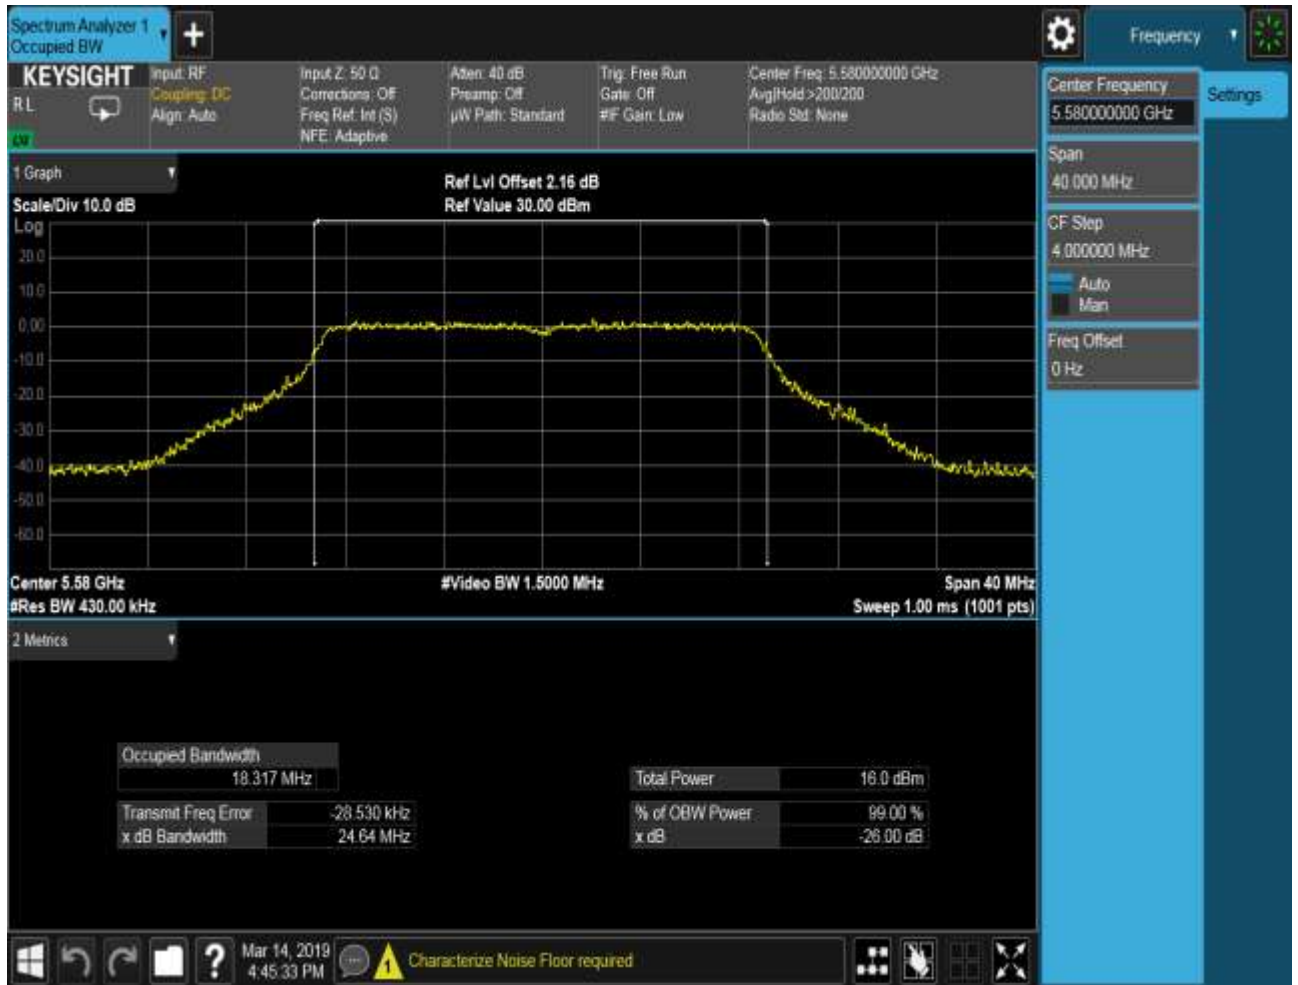 Spectrum Analyzer 1
Occupied BW
Frequency
KEYSIGHT
R L
Input: RF
Coupling: DC
Align: Auto
Input Z: 50 Ω
Corrections: Off
Freq Ref: Int (S)
NFE: Adaptive
Atten: 40 dB
Preamp: Off
µW Path: Standard
Trig: Free Run
Gate: Off
#IF Gain: Low
Center Freq: 5.580000000 GHz
Avg|Hold:>200/200
Radio Std: None
Center Frequency
5.580000000 GHz
Settings
Span
40.000 MHz
CF Step
4.000000 MHz
Auto
Man
Freq Offset
0 Hz
1 Graph
Scale/Div 10.0 dB
Ref Lvl Offset 2.16 dB
Ref Value 30.00 dBm
Log
20.0
10.0
0.00
-10.0
-20.0
-30.0
-40.0
-50.0
-60.0
Center 5.58 GHz
#Video BW 1.5000 MHz
Span 40 MHz
#Res BW 430.00 kHz
Sweep 1.00 ms (1001 pts)
2 Metrics
Occupied Bandwidth
18.317 MHz
Transmit Freq Error -28.530 kHz
x dB Bandwidth 24.64 MHz
Total Power 16.0 dBm
% of OBW Power 99.00 %
x dB -26.00 dB
Mar 14, 2019
4:45:33 PM
?
1
Characterize Noise Floor required